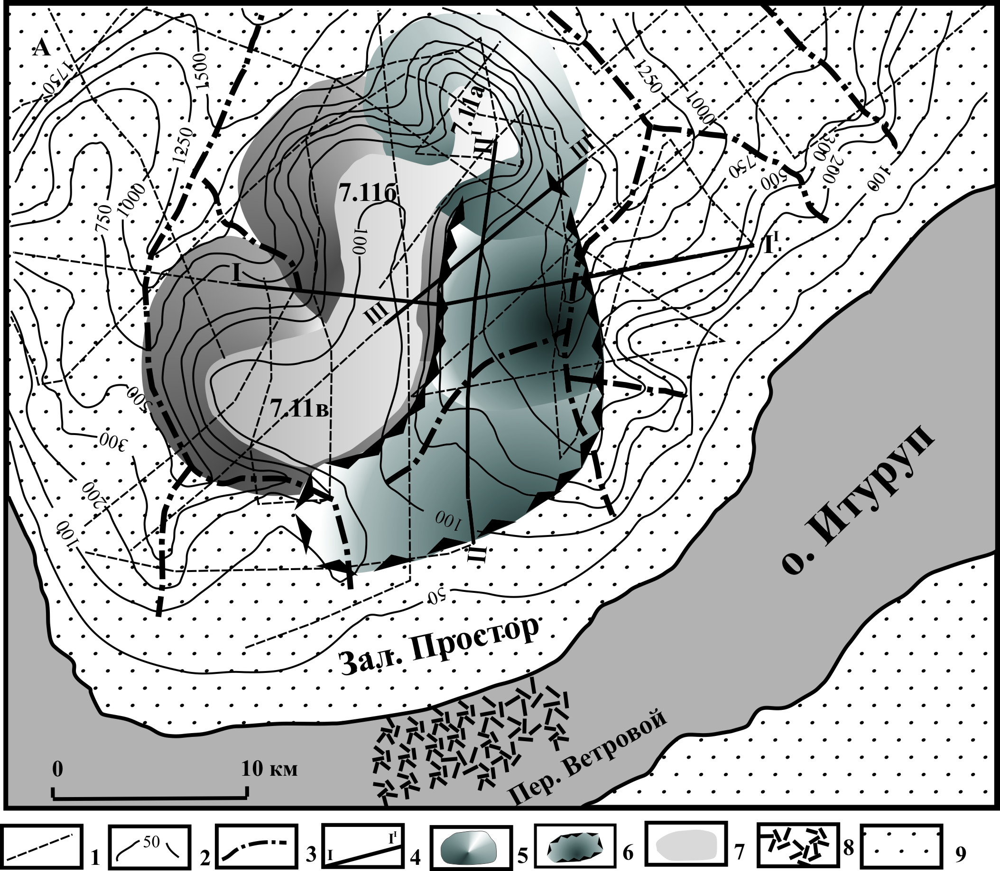 А
1750
1500
1250
1000
750
1250
1000
750
500
300
200
100
7.11а
7.11б
7.11в
II
III
I
I I
III
100
500
300
200
100
100
II
50
Зал. Простор
о. Итуруп
Пер. Ветровой
0 10 км
50
I I I
1 2 3 4 5 6 7 8 9